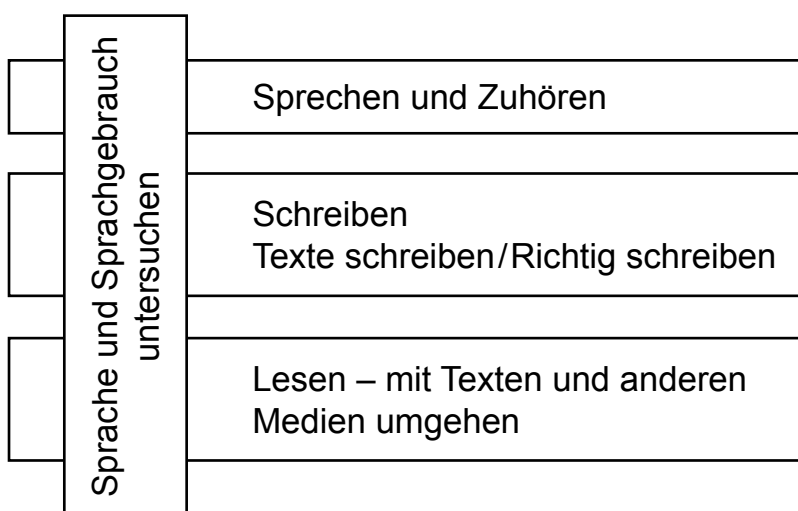 Sprache und Sprachgebrauch
untersuchen
Sprechen und Zuhören
Schreiben
Texte schreiben/Richtig schreiben
Lesen – mit Texten und anderen
Medien umgehen